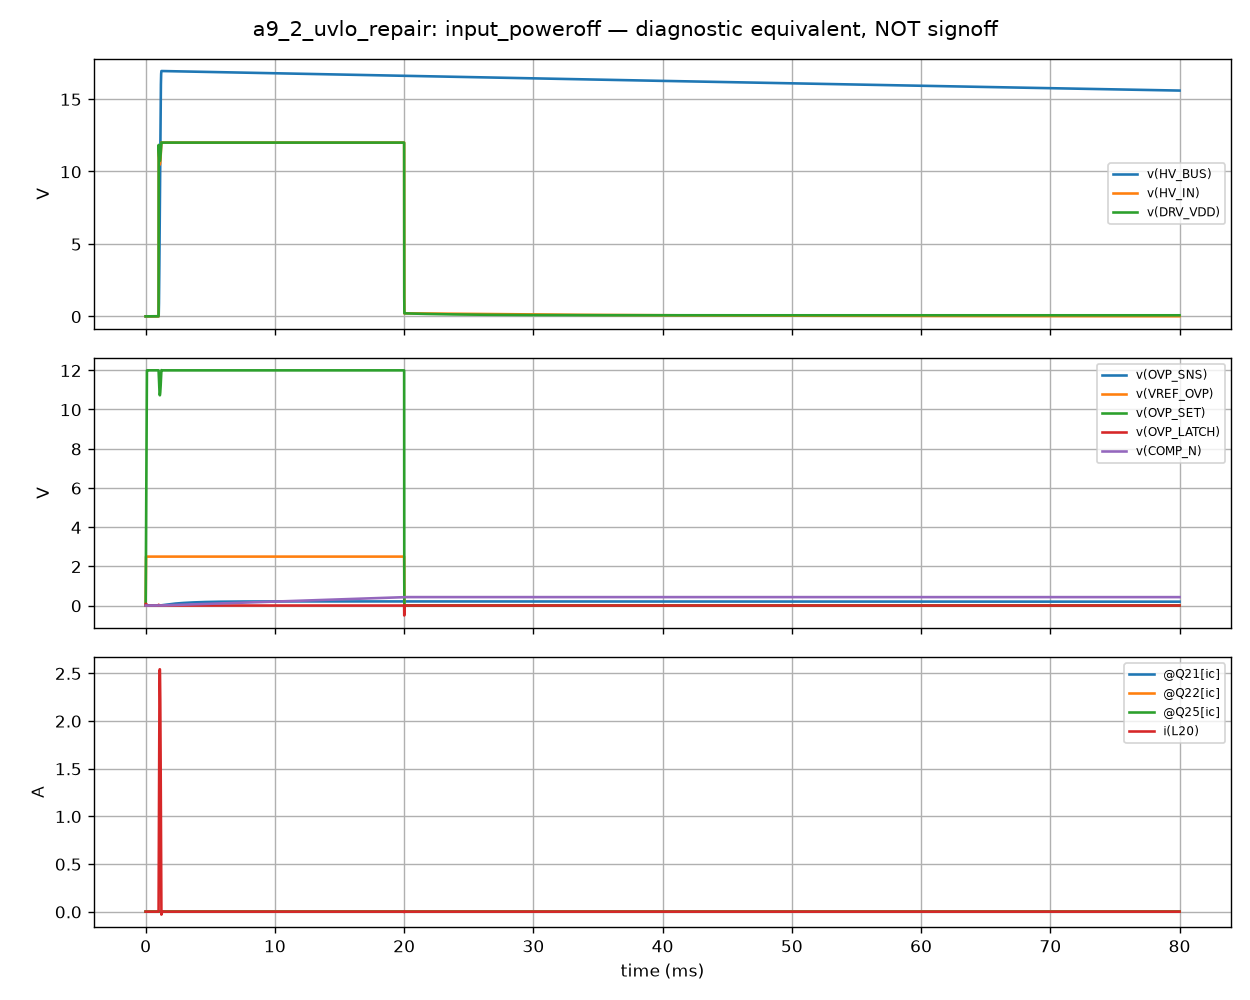 a9_2_uvlo_repair: input_poweroff — diagnostic equivalent, NOT signoff
15
10
5
0
V
v(HV_BUS)
v(HV_IN)
v(DRV_VDD)
12
10
8
6
4
2
0
V
v(OVP_SNS)
v(VREF_OVP)
v(OVP_SET)
v(OVP_LATCH)
v(COMP_N)
2.5
2.0
1.5
1.0
0.5
0.0
A
@Q21[ic]
@Q22[ic]
@Q25[ic]
i(L20)
0 10 20 30 40 50 60 70 80
time (ms)